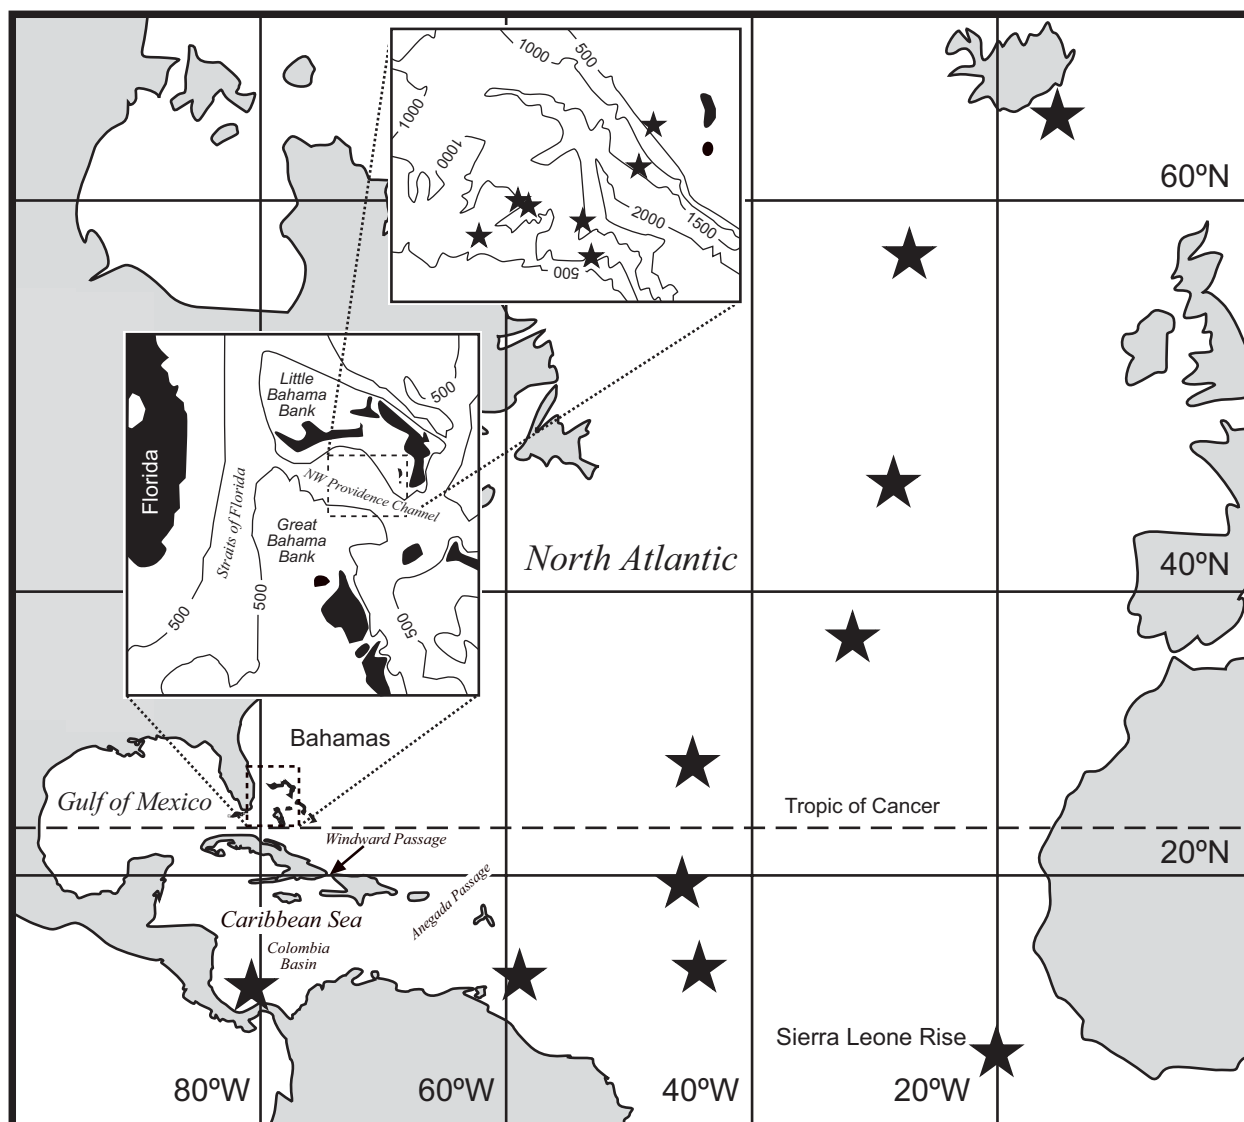 1000
500
1000
1000
2000
1500
500
60ºN
Little
Bahama
Bank
500
Florida
Straits of Florida
NW Providence Channel
Great
Bahama
Bank
500
500
500
North Atlantic
40ºN
Bahamas
Gulf of Mexico
Tropic of Cancer
Windward Passage
20ºN
Anegada Passage
Caribbean Sea
Colombia
Basin
Sierra Leone Rise
80ºW
60ºW
40ºW
20ºW